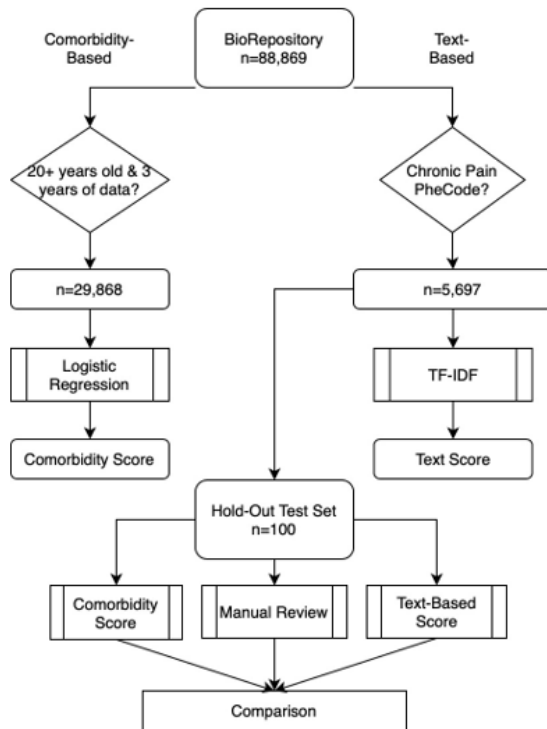 Comorbidity-
Based
BioRepository
n=88,869
Text-
Based
20+ years old & 3
years of data?
Chronic Pain
PheCode?
n=29,868
n=5,697
Logistic
Regression
TF-IDF
Comorbidity Score
Text Score
Hold-Out Test Set
n=100
Comorbidity
Score
Manual Review
Text-Based
Score
Comparison